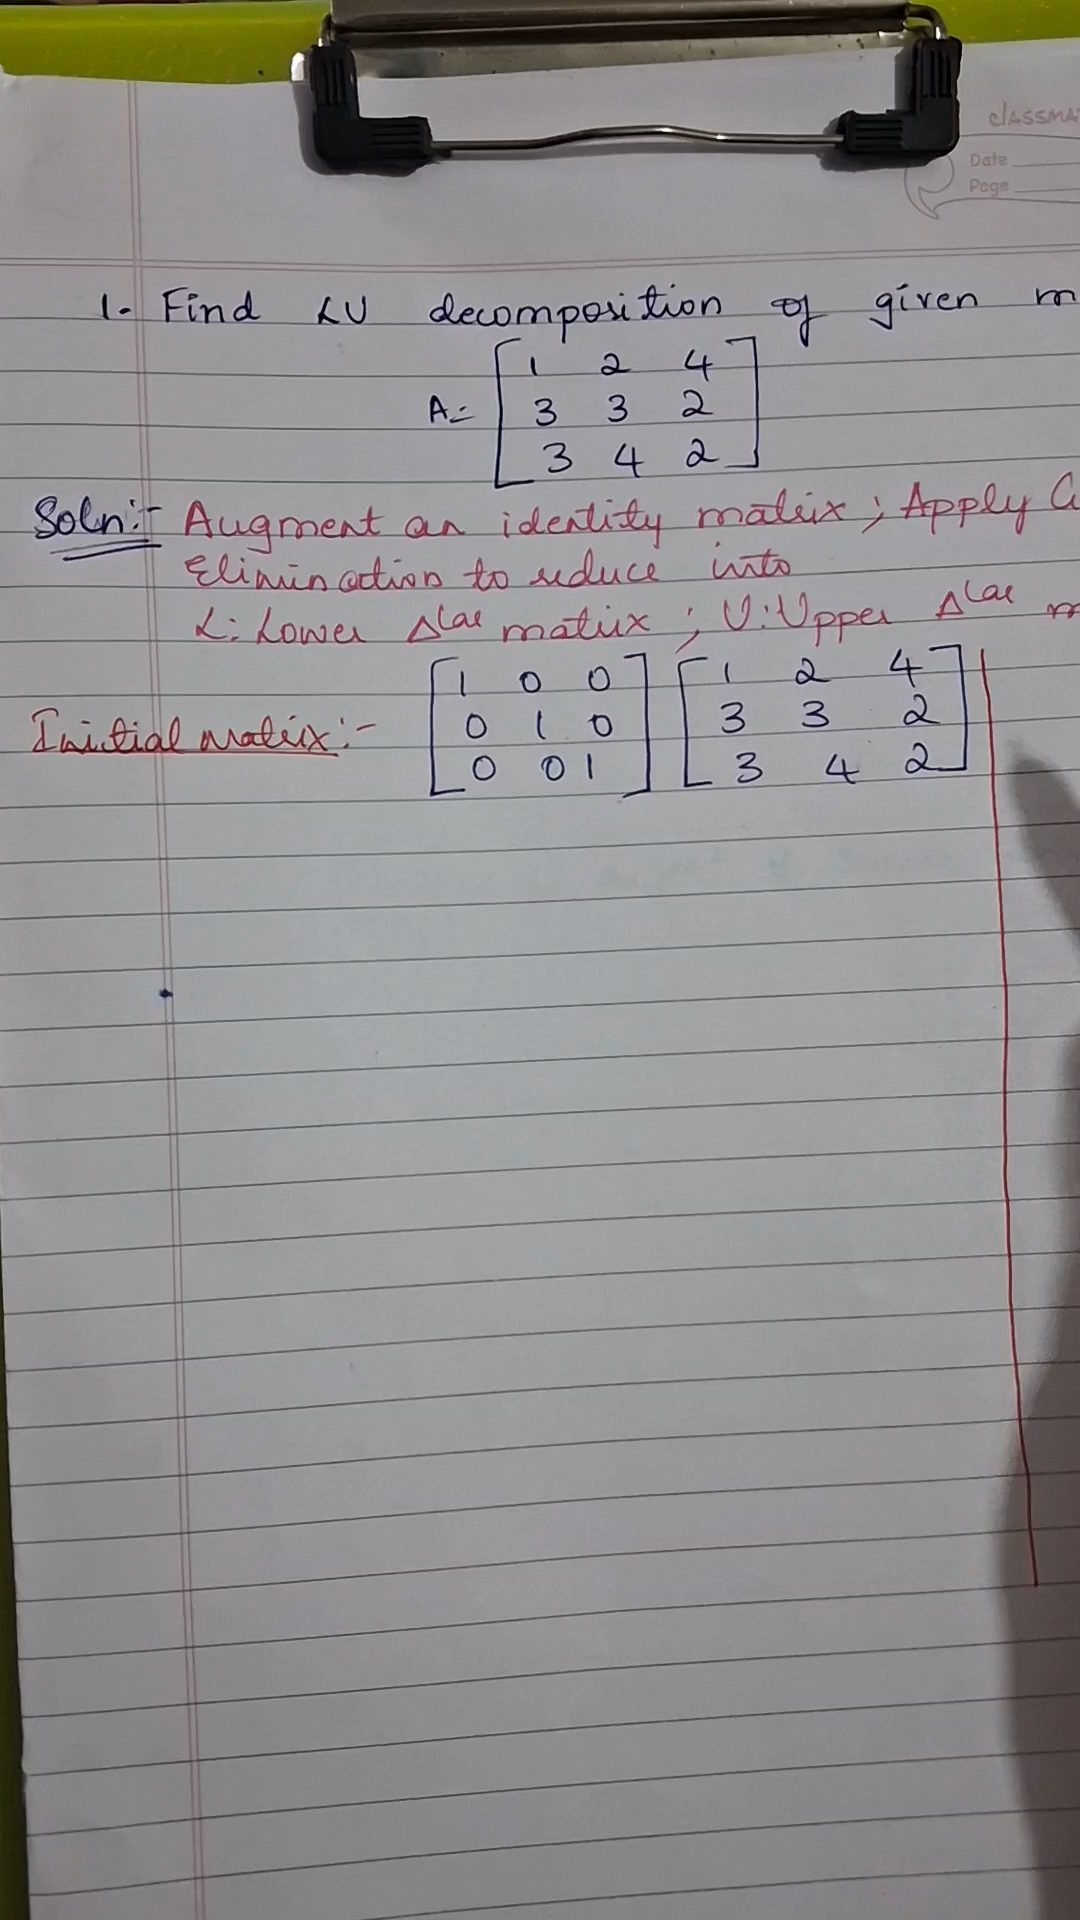 classma
Date
Page
1. Find LU decomposition of given m
1 2 4
A = 3 3 2
3 4 2
Soln:- Augment an identity matrix ; Apply G
Elimination to reduce into
L: Lower Δlar matrix ; U: Upper Δlar m
1 0 0 1 2 4
Initial matrix :- 0 1 0 3 3 2
0 0 1 3 4 2